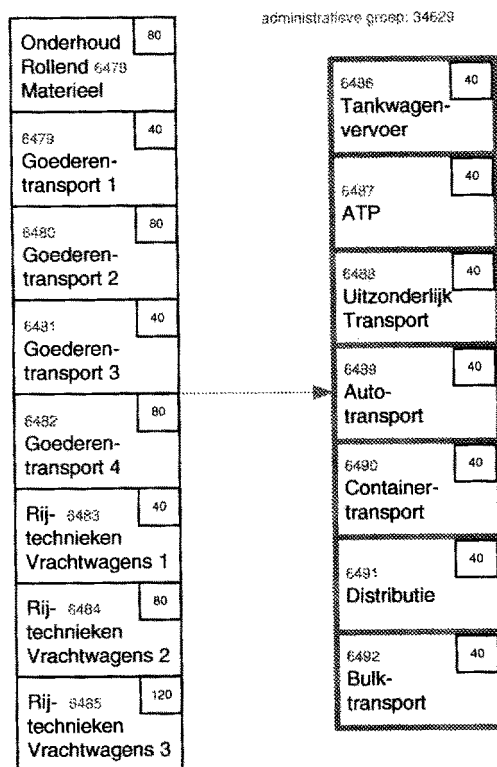 administratieve groep: 34629
Onderhoud 80
Rollend 6478
Materieel
6479 40
Goederen-
transport 1
6480 80
Goederen-
transport 2
6481 40
Goederen-
transport 3
6482 80
Goederen-
transport 4
Rij- 6483 40
technieken
Vrachtwagens 1
Rij- 6484 80
technieken
Vrachtwagens 2
Rij- 6485 120
technieken
Vrachtwagens 3
6486 40
Tankwagen-
vervoer
6487 40
ATP
6488 40
Uitzonderlijk
Transport
6489 40
Auto-
transport
6490 40
Container-
transport
6491 40
Distributie
6492 40
Bulk-
transport